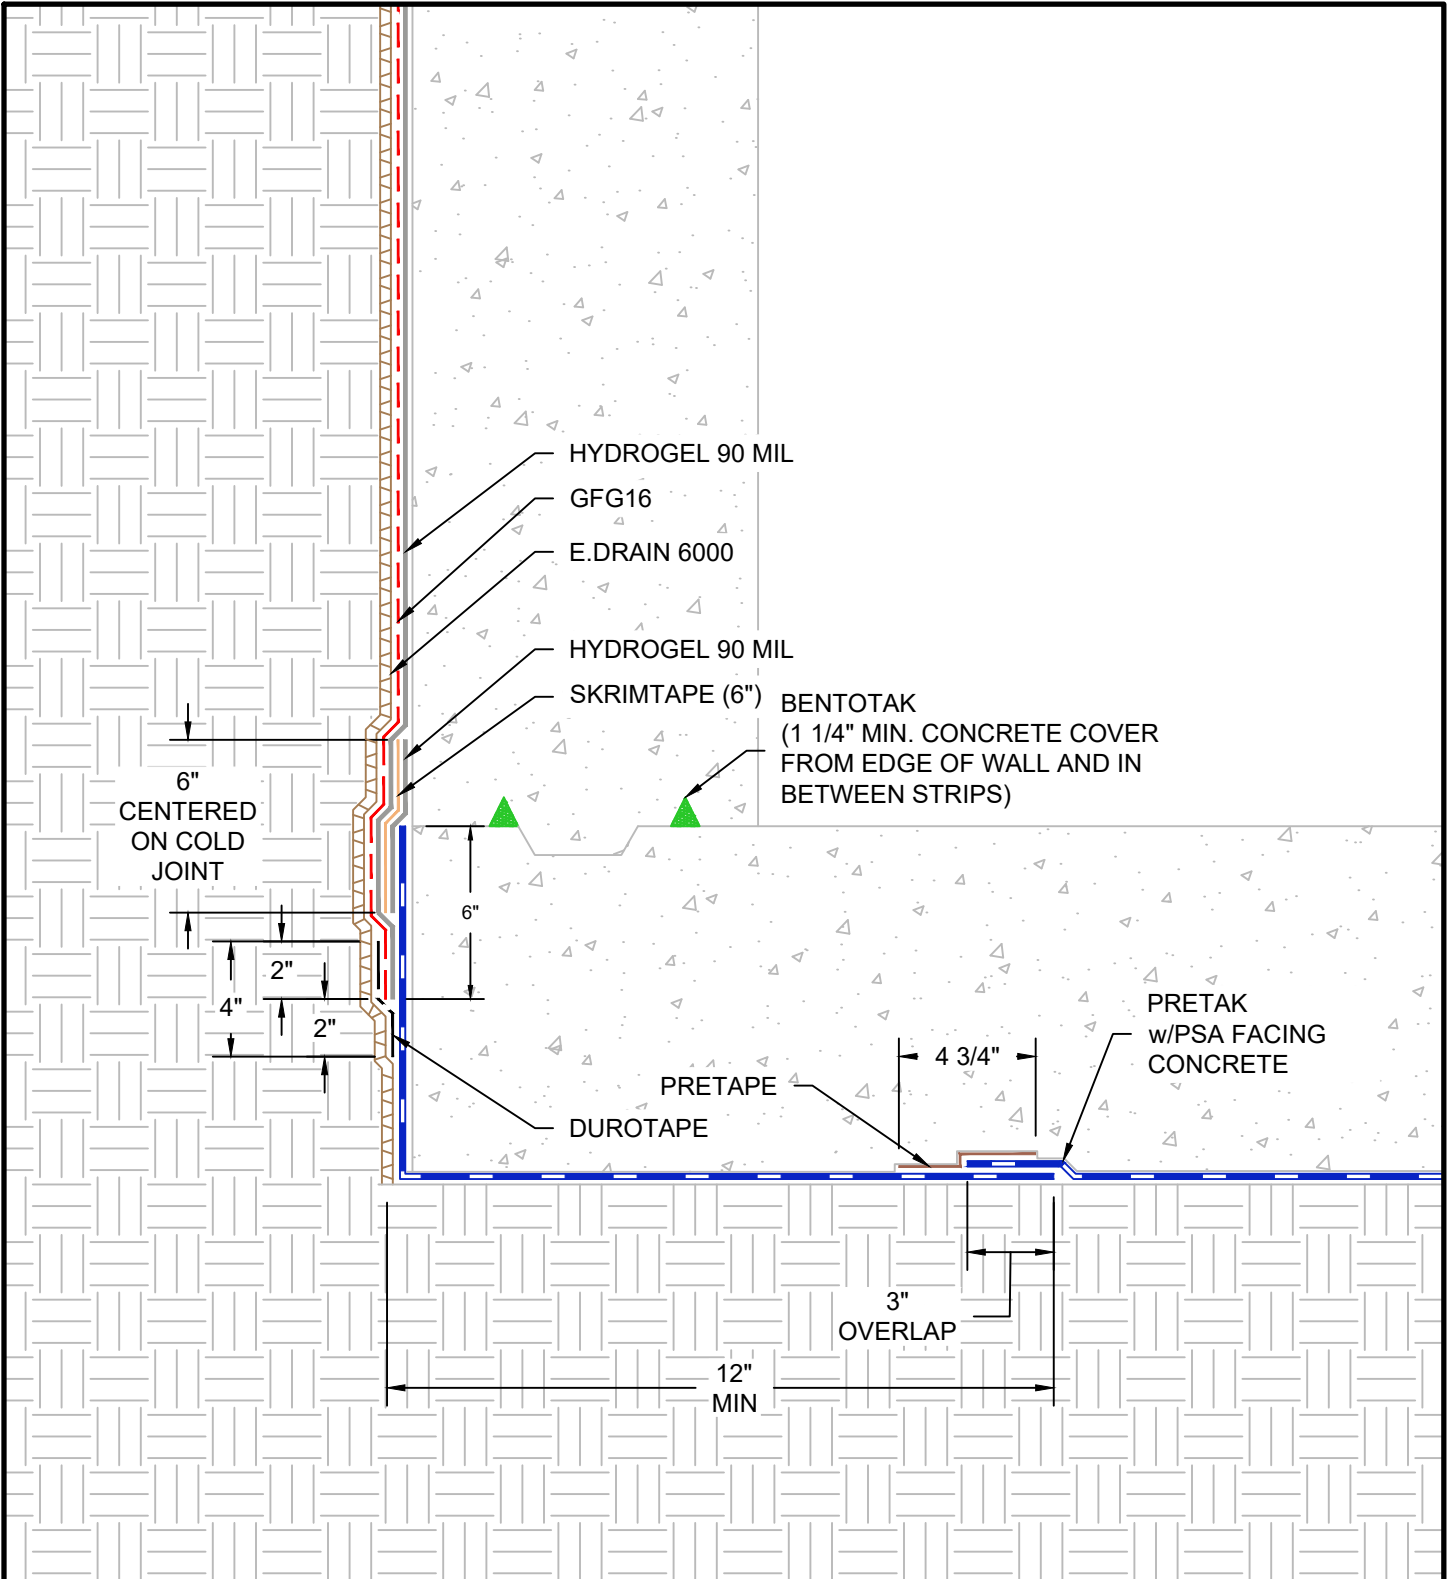 HYDROGEL 90 MIL
GFG16
E.DRAIN 6000
HYDROGEL 90 MIL
SKRIMTAPE (6")
BENTOTAK
(1 1/4" MIN. CONCRETE COVER
FROM EDGE OF WALL AND IN
BETWEEN STRIPS)
6"
CENTERED
ON COLD
JOINT
6"
2"
4"
2"
PRETAK
w/PSA FACING
CONCRETE
4 3/4"
PRETAPE
DUROTAPE
3"
OVERLAP
12"
MIN